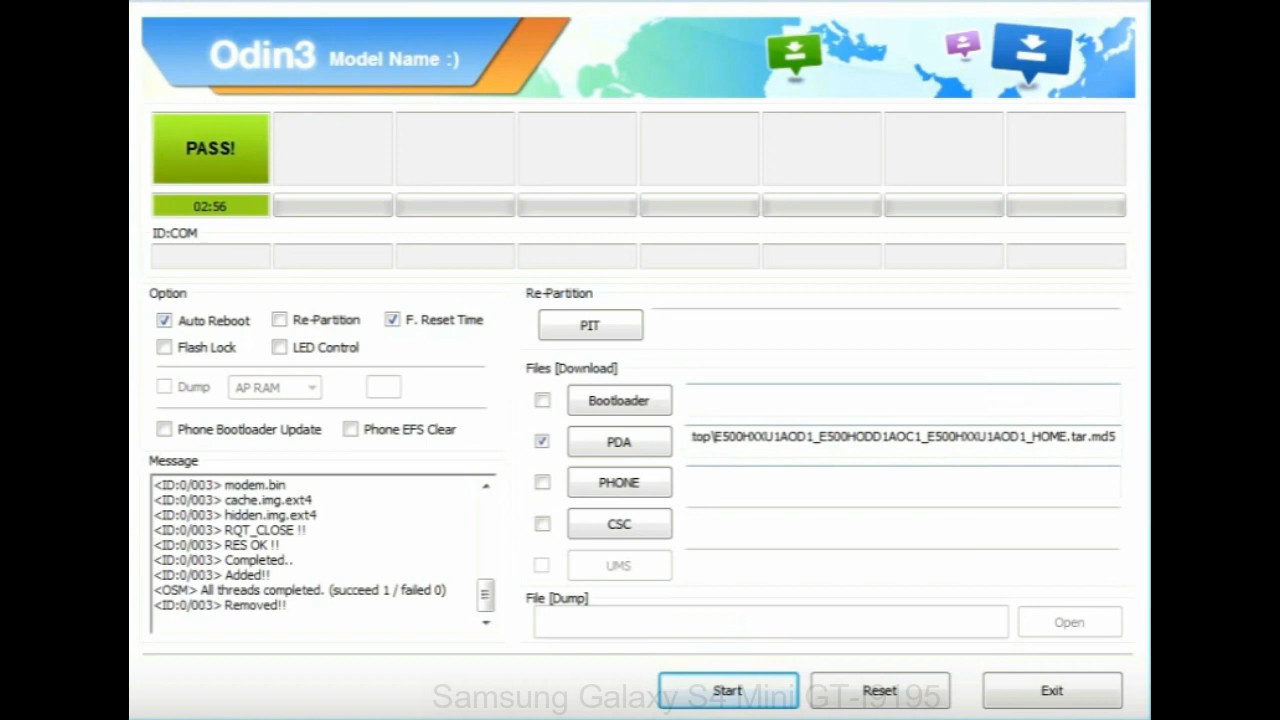 Odin3 Model Name :)
PASS!
02:56
ID:COM
Option
Auto Reboot
Re-Partition
F. Reset Time
Flash Lock
LED Control
Dump
AP RAM
Phone Bootloader Update
Phone EFS Clear
Message
<ID:0/003> modem.bin
<ID:0/003> cache.img.ext4
<ID:0/003> hidden.img.ext4
<ID:0/003> RQT_CLOSE !!
<ID:0/003> RES OK !!
<ID:0/003> Completed..
<ID:0/003> Added!!
<OSM> All threads completed. (succeed 1 / failed 0)
<ID:0/003> Removed!!
Re-Partition
PIT
Files [Download]
Bootloader
PDA
top\E500HXXU1AOD1_E500HODD1AOC1_E500HXXU1AOD1_HOME.tar.md5
PHONE
CSC
UMS
File [Dump]
Open
Start
Reset
Exit
Samsung Galaxy S4 Mini GT-I9195